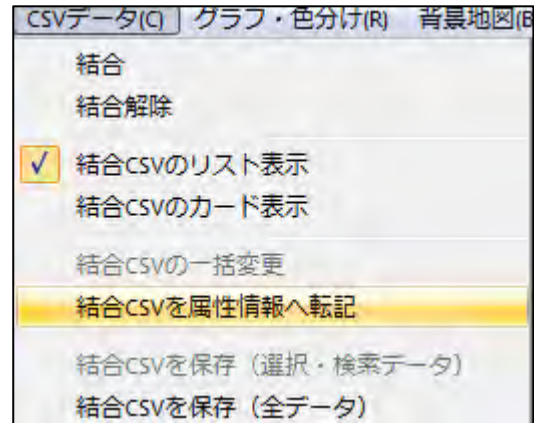 CSVデータ(C) グラフ・色分け(R) 背景地図(B
結合
結合解除
結合CSVのリスト表示
結合CSVのカード表示
結合CSVの一括変更
結合CSVを属性情報へ転記
結合CSVを保存（選択・検索データ）
結合CSVを保存（全データ）